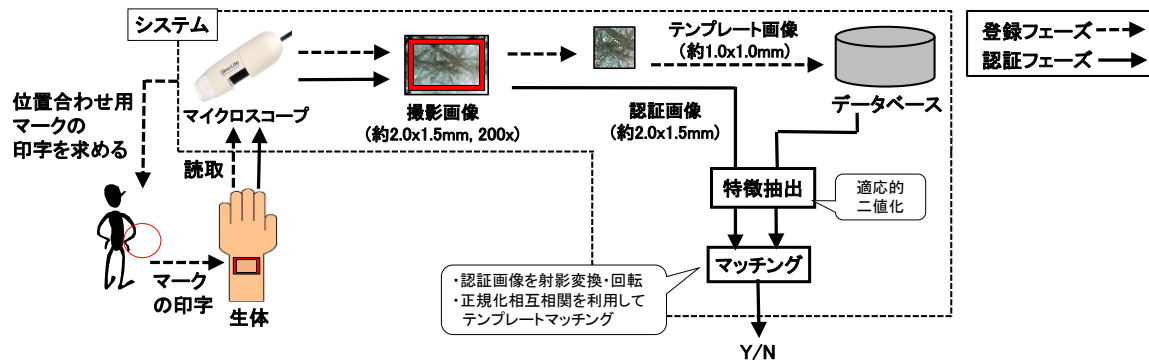 システム
登録フェーズ
認証フェーズ
テンプレート画像
(約1.0x1.0mm)
データベース
位置合わせ用
マークの
印字を求める
マイクロスコープ
撮影画像
(約2.0x1.5mm, 200x)
認証画像
(約2.0x1.5mm)
読取
特徴抽出
適応的
二値化
マッチング
・認証画像を射影変換・回転
・正規化相互相関を利用して
テンプレートマッチング
マーク
の印字
生体
Y/N